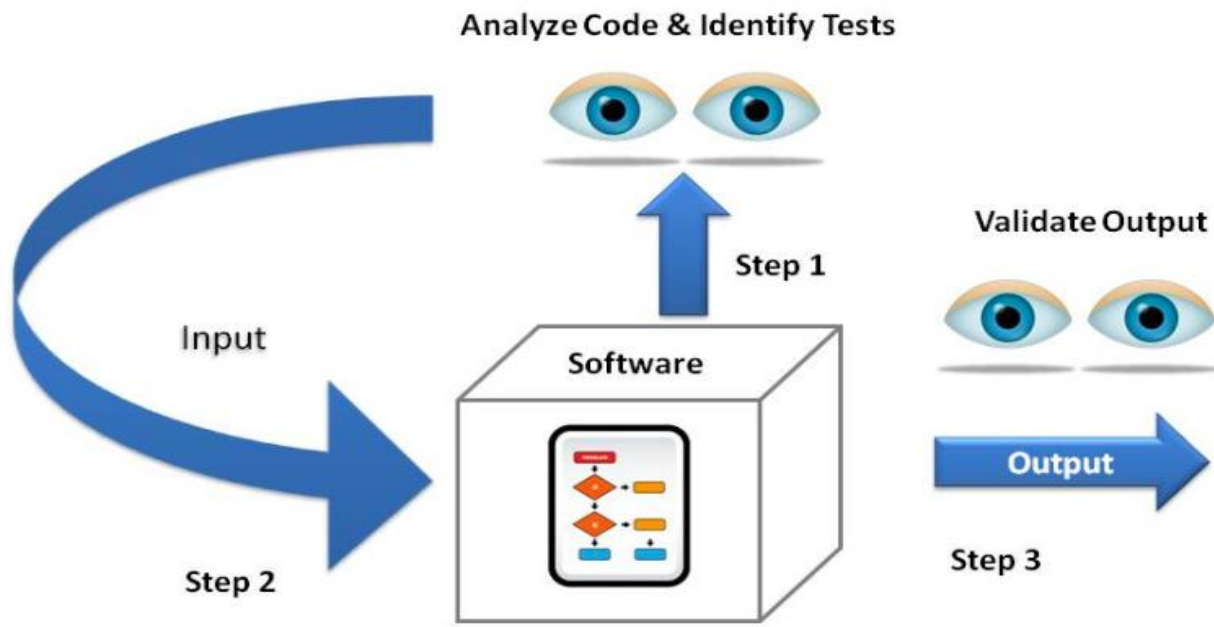 Analyze Code & Identify Tests
Step 1
Validate Output
Input
Software
Output
Step 2
Step 3